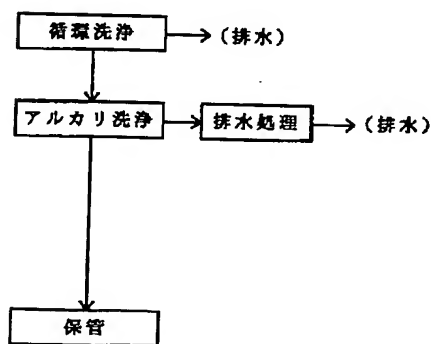 循環洗浄
(排水)
アルカリ洗浄
排水処理
(排水)
保管